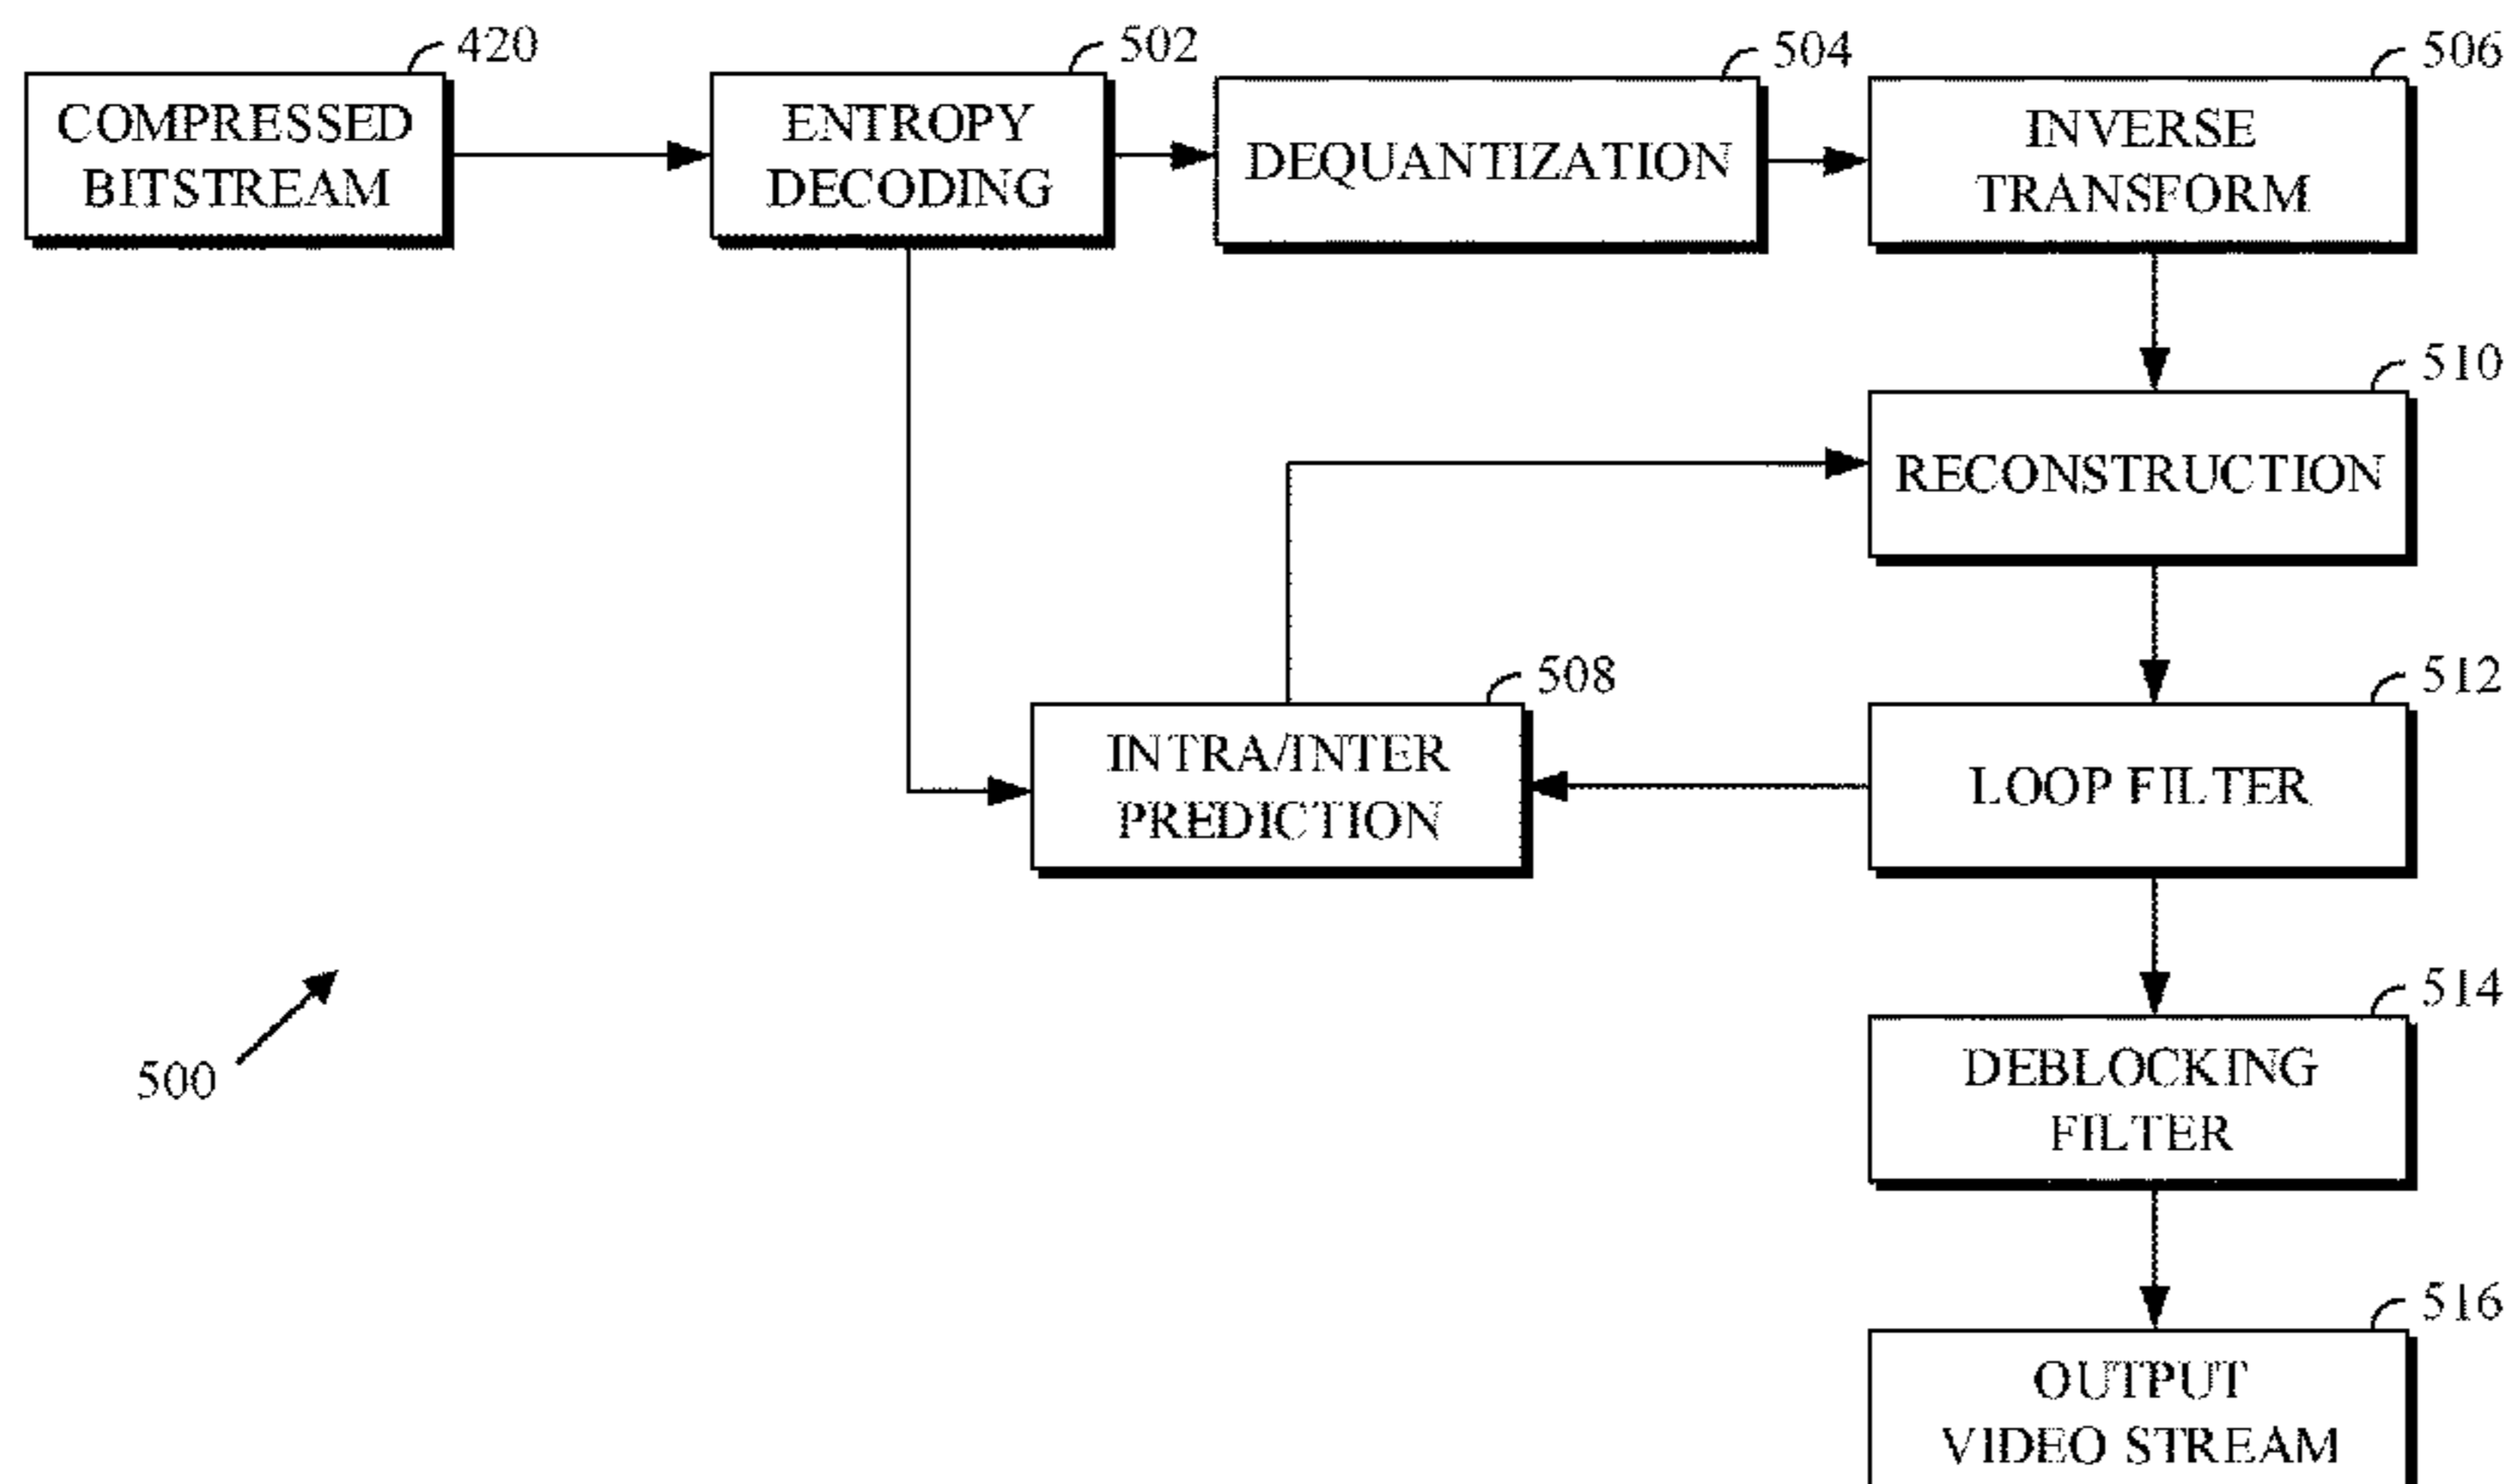 420
COMPRESSED
BITSTREAM
502
ENTROPY
DECODING
504
DEQUANTIZATION
506
INVERSE
TRANSFORM
510
RECONSTRUCTION
508
INTRA/INTER
PREDICTION
512
LOOP FILTER
500
514
DEBLOCKING
FILTER
516
OUTPUT
VIDEO STREAM